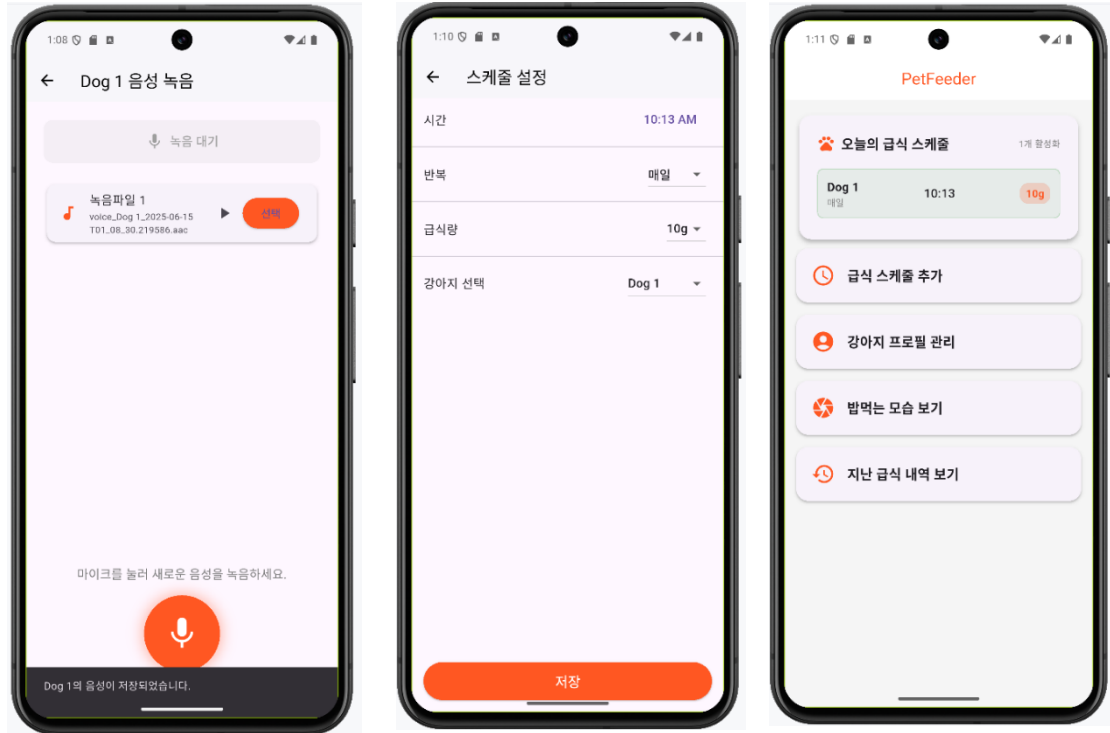 1:08
Dog 1 음성 녹음
녹음 대기
녹음파일 1
voice_Dog 1_2025-06-15
T01_08_30.219586.aac
선택
마이크를 눌러 새로운 음성을 녹음하세요.
Dog 1의 음성이 저장되었습니다.
1:10
스케줄 설정
시간 10:13 AM
반복 매일
급식량 10g
강아지 선택 Dog 1
저장
1:11
PetFeeder
오늘의 급식 스케줄 1개 활성화
Dog 1 10:13 10g
매일
급식 스케줄 추가
강아지 프로필 관리
밥먹는 모습 보기
지난 급식 내역 보기